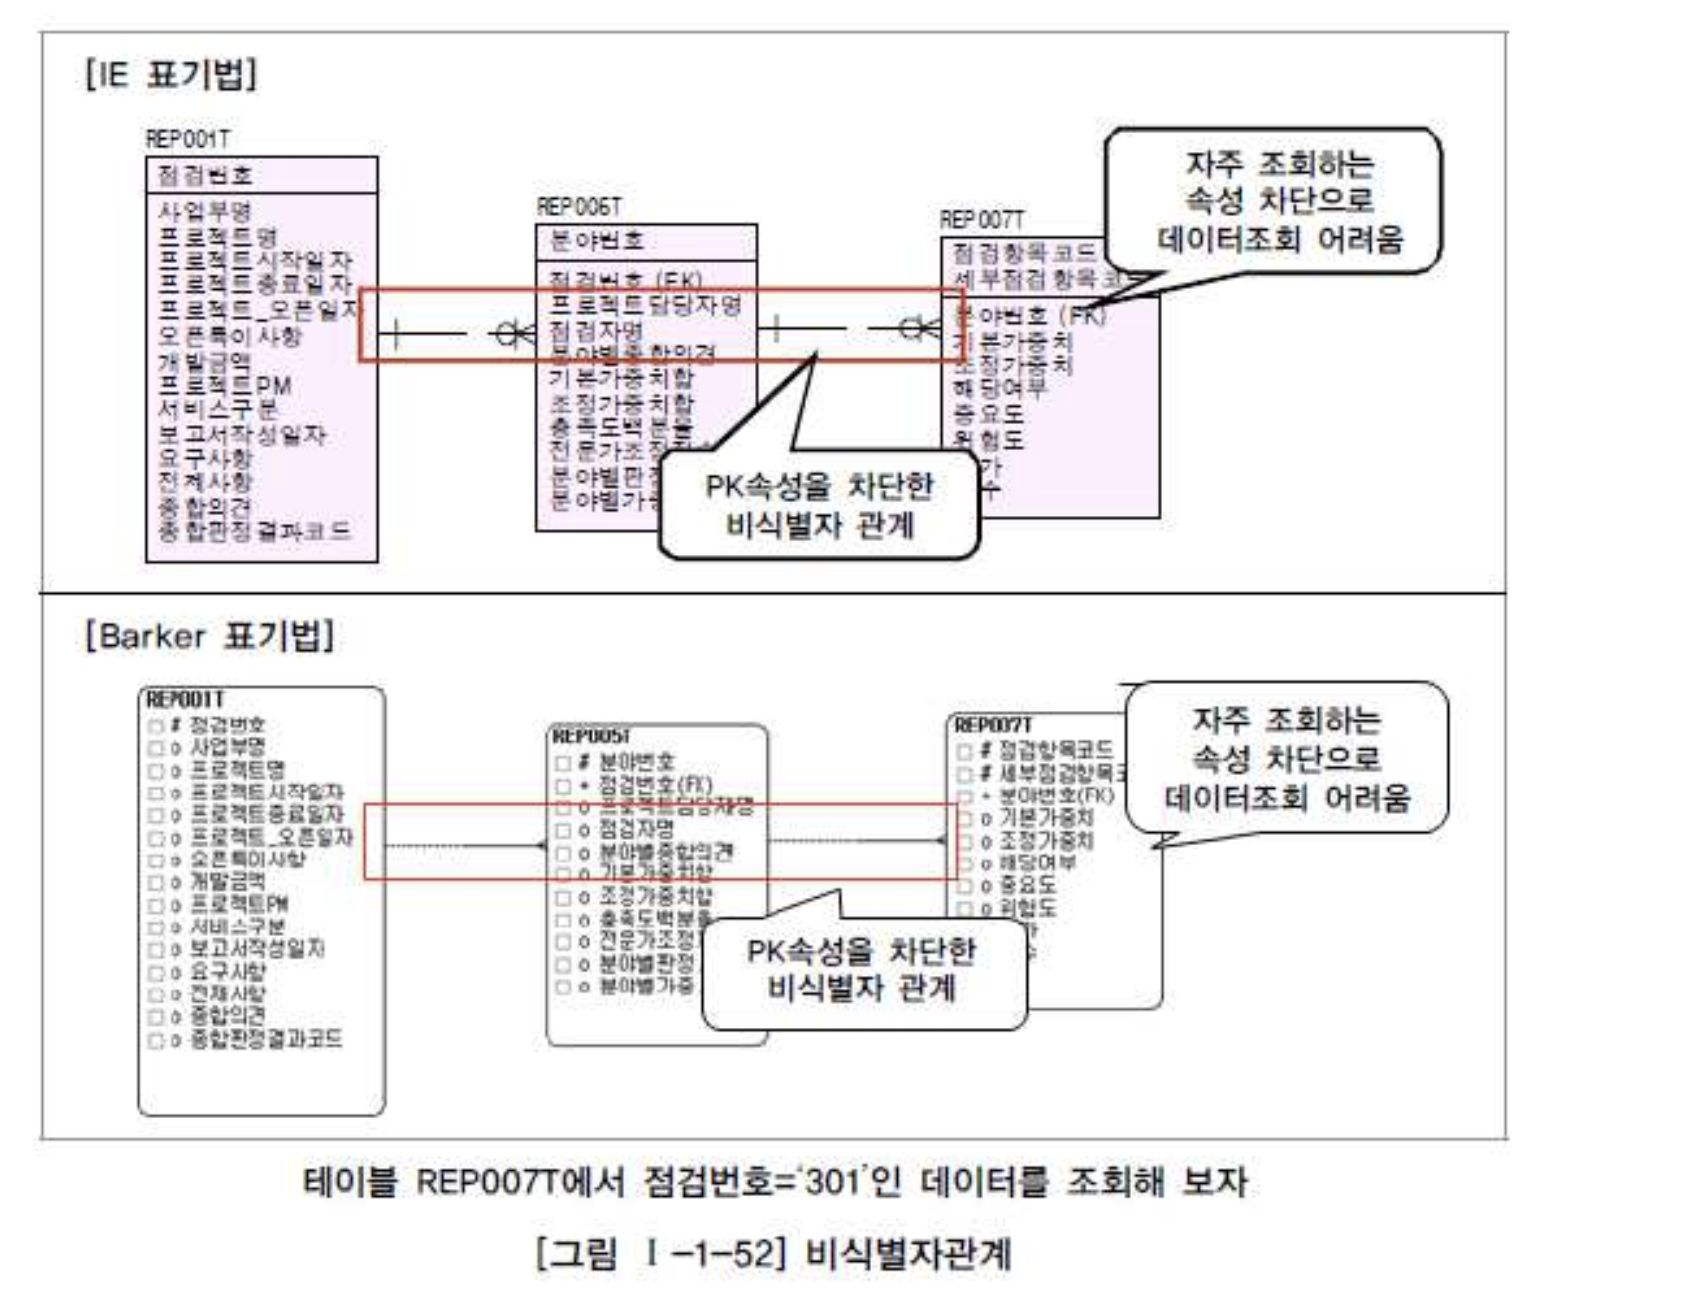 [IE 표기법]
REP001T
점검번호
사업부명
프로젝트명
프로젝트시작일자
프로젝트종료일자
프로젝트_오픈일자
오픈특이사항
개발금액
프로젝트PM
서비스구분
보고서작성일자
요구사항
전제사항
종합의견
종합판정결과코드
REP005T
분야번호
점검번호 (FK)
프로젝트담당자명
점검자명
분야별종합의견
기본가중치합
조정가중치합
충족도백분율
전문가조정
분야별판정
분야별가중
REP007T
점검항목코드
세부점검항목코
분야번호 (FK)
기본가중치
조정가중치
해당여부
중요도
위험도
가
수
자주 조회하는
속성 차단으로
데이터조회 어려움
PK속성을 차단한
비식별자 관계
[Barker 표기법]
REP001T
# 점검번호
o 사업부명
o 프로젝트명
o 프로젝트시작일자
o 프로젝트종료일자
o 프로젝트_오픈일자
o 오픈특이사항
o 개발금액
o 프로젝트PM
o 서비스구분
o 보고서작성일자
o 요구사항
o 전제사항
o 종합의견
o 종합판정결과코드
REP005T
# 분야번호
* 점검번호(FK)
o 프로젝트담당자명
o 점검자명
o 분야별종합의견
o 기본가중치합
o 조정가중치합
o 충족도백분율
o 전문가조정
o 분야별판정
o 분야별가중
REP007T
# 점검항목코드
# 세부점검항목코
* 분야번호(FK)
o 기본가중치
o 조정가중치
o 해당여부
o 중요도
o 위험도
자주 조회하는
속성 차단으로
데이터조회 어려움
PK속성을 차단한
비식별자 관계
테이블 REP007T에서 점검번호=‘301’인 데이터를 조회해 보자
[그림 Ⅰ-1-52] 비식별자관계